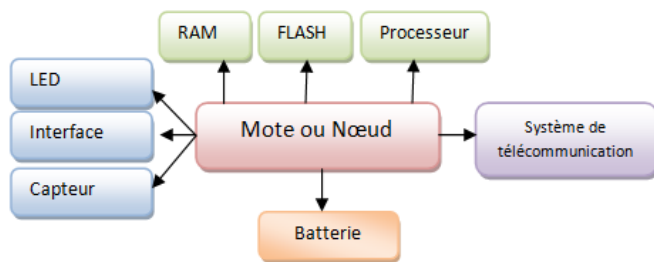 RAM
FLASH
Processeur
LED
Interface
Capteur
Mote ou Nœud
Système de
télécommunication
Batterie